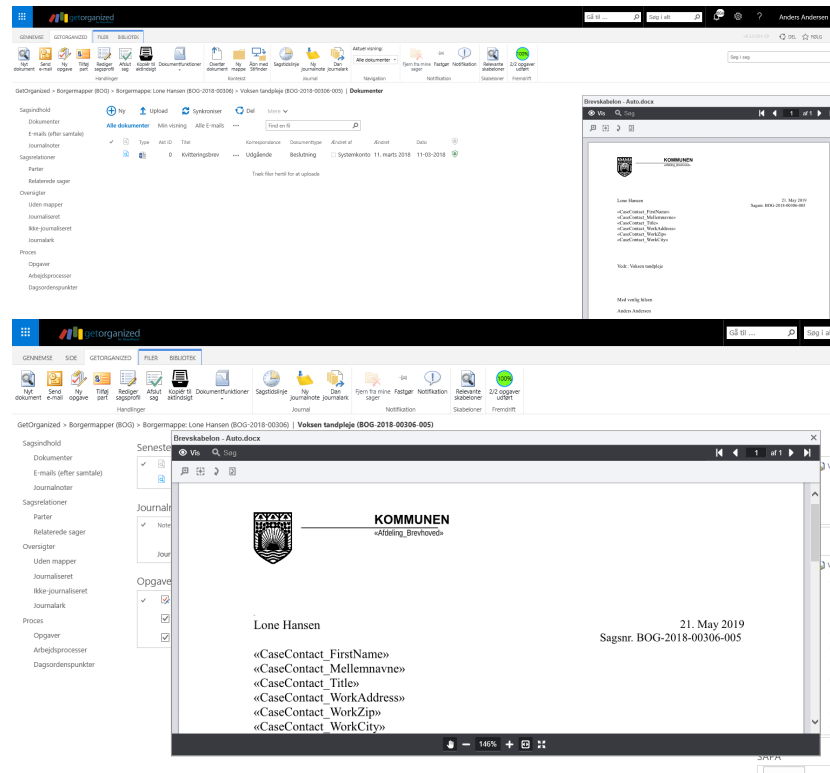 getorganized
Gå til ...
Søg i alt
?
Anders Andersen
GENNEMSE
GETORGANIZED
FILER
BIBLIOTEK
DEL
FØLG
Nyt dokument
Send e-mail
Ny opgave
Tilføj part
Rediger sagsprofil
Afslut sag
Kopiér til aktindsigt
Dokumentfunktioner
Overfør dokument
Ny mappe
Åbn med Stifinder
Sagstidslinje
Ny journalnote
Dan journalark
Aktuel visning:
Alle dokumenter
Fjern fra mine sager
Fastgør
Notifikation
Relevante skabeloner
100%
2/2 opgaver udført
Søg i sag
Handlinger
Kontekst
Journal
Navigation
Notifikation
Skabeloner
Fremdrift
GetOrganized > Borgermapper (BOG) > Borgermappe: Lone Hansen (BOG-2018-00306) > Voksen tandpleje (BOG-2018-00306-005) | Dokumenter
Sagsindhold
Dokumenter
E-mails (efter samtale)
Journalnoter
Sagsrelationer
Parter
Relaterede sager
Oversigter
Uden mapper
Journaliseret
Ikke-journaliseret
Journalark
Proces
Opgaver
Arbejdsprocesser
Dagsordenspunkter
Ny
Upload
Synkroniser
Del
Mere
Alle dokumenter
Min visning
Alle E-mails
Find en fil
Type
Akt ID
Titel
Korrespondance
Dokumenttype
Ændret af
Ændret
Dato
0
Kvitteringsbrev
Udgående
Beslutning
Systemkonto
11. marts 2018
11-03-2018
Træk filer hertil for at uploade
Brevskabelon - Auto.docx
Vis
Søg
1
af 1
KOMMUNEN
«Afdeling_Brevhoved»
Lone Hansen
21. May 2019
Sagsnr. BOG-2018-00306-005
«CaseContact_FirstName»
«CaseContact_Mellemnavne»
«CaseContact_Title»
«CaseContact_WorkAddress»
«CaseContact_WorkZip»
«CaseContact_WorkCity»
Vedr.: Voksen tandpleje
Med venlig hilsen
Anders Andersen
getorganized
Gå til ...
Søg i al
GENNEMSE
SIDE
GETORGANIZED
FILER
BIBLIOTEK
Nyt dokument
Send e-mail
Ny opgave
Tilføj part
Rediger sagsprofil
Afslut sag
Kopiér til aktindsigt
Dokumentfunktioner
Sagstidslinje
Ny journalnote
Dan journalark
Fjern fra mine sager
Fastgør
Notifikation
Relevante skabeloner
100%
2/2 opgaver udført
Handlinger
Journal
Notifikation
Skabeloner
Fremdrift
GetOrganized > Borgermapper (BOG) > Borgermappe: Lone Hansen (BOG-2018-00306) | Voksen tandpleje (BOG-2018-00306-005)
Sagsindhold
Dokumenter
E-mails (efter samtale)
Journalnoter
Sagsrelationer
Parter
Relaterede sager
Oversigter
Uden mapper
Journaliseret
Ikke-journaliseret
Journalark
Proces
Opgaver
Arbejdsprocesser
Dagsordenspunkter
Seneste
Journaln
Note
Jour
Opgave
Brevskabelon - Auto.docx
Vis
Søg
1
af 1
KOMMUNEN
«Afdeling_Brevhoved»
Lone Hansen
21. May 2019
Sagsnr. BOG-2018-00306-005
«CaseContact_FirstName»
«CaseContact_Mellemnavne»
«CaseContact_Title»
«CaseContact_WorkAddress»
«CaseContact_WorkZip»
«CaseContact_WorkCity»
146%
SAPA